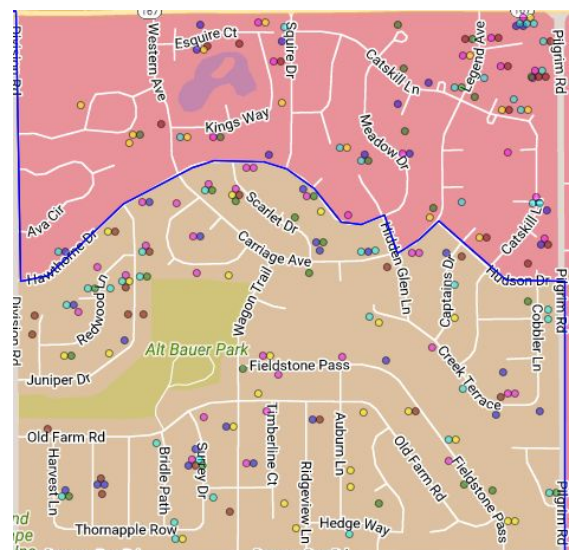 167
167
Division Rd
Western Ave
Esquire Ct
Squire Dr
Catskill Ln
Legend Ave
Pilgrim Rd
Kings Way
Meadow Dr
Ava Cir
Scarlet Dr
Catskill Ln
Hawthorne Dr
Carriage Ave
Hidden Glen Ln
Hudson Dr
Redwood Ln
Wagon Trail
Pilgrim Rd
Division Rd
Cobbler Ln
Alt Bauer Park
Fieldstone Pass
Creek Terrace
Juniper Dr
Old Farm Rd
Harvest Ln
Bridle Path
Surrey Dr
Timberline Ct
Ridgeview Ln
Auburn Ln
Old Farm Rd
Fieldstone Pass
Pilgrim Rd
Thornapple Row
Hedge Way